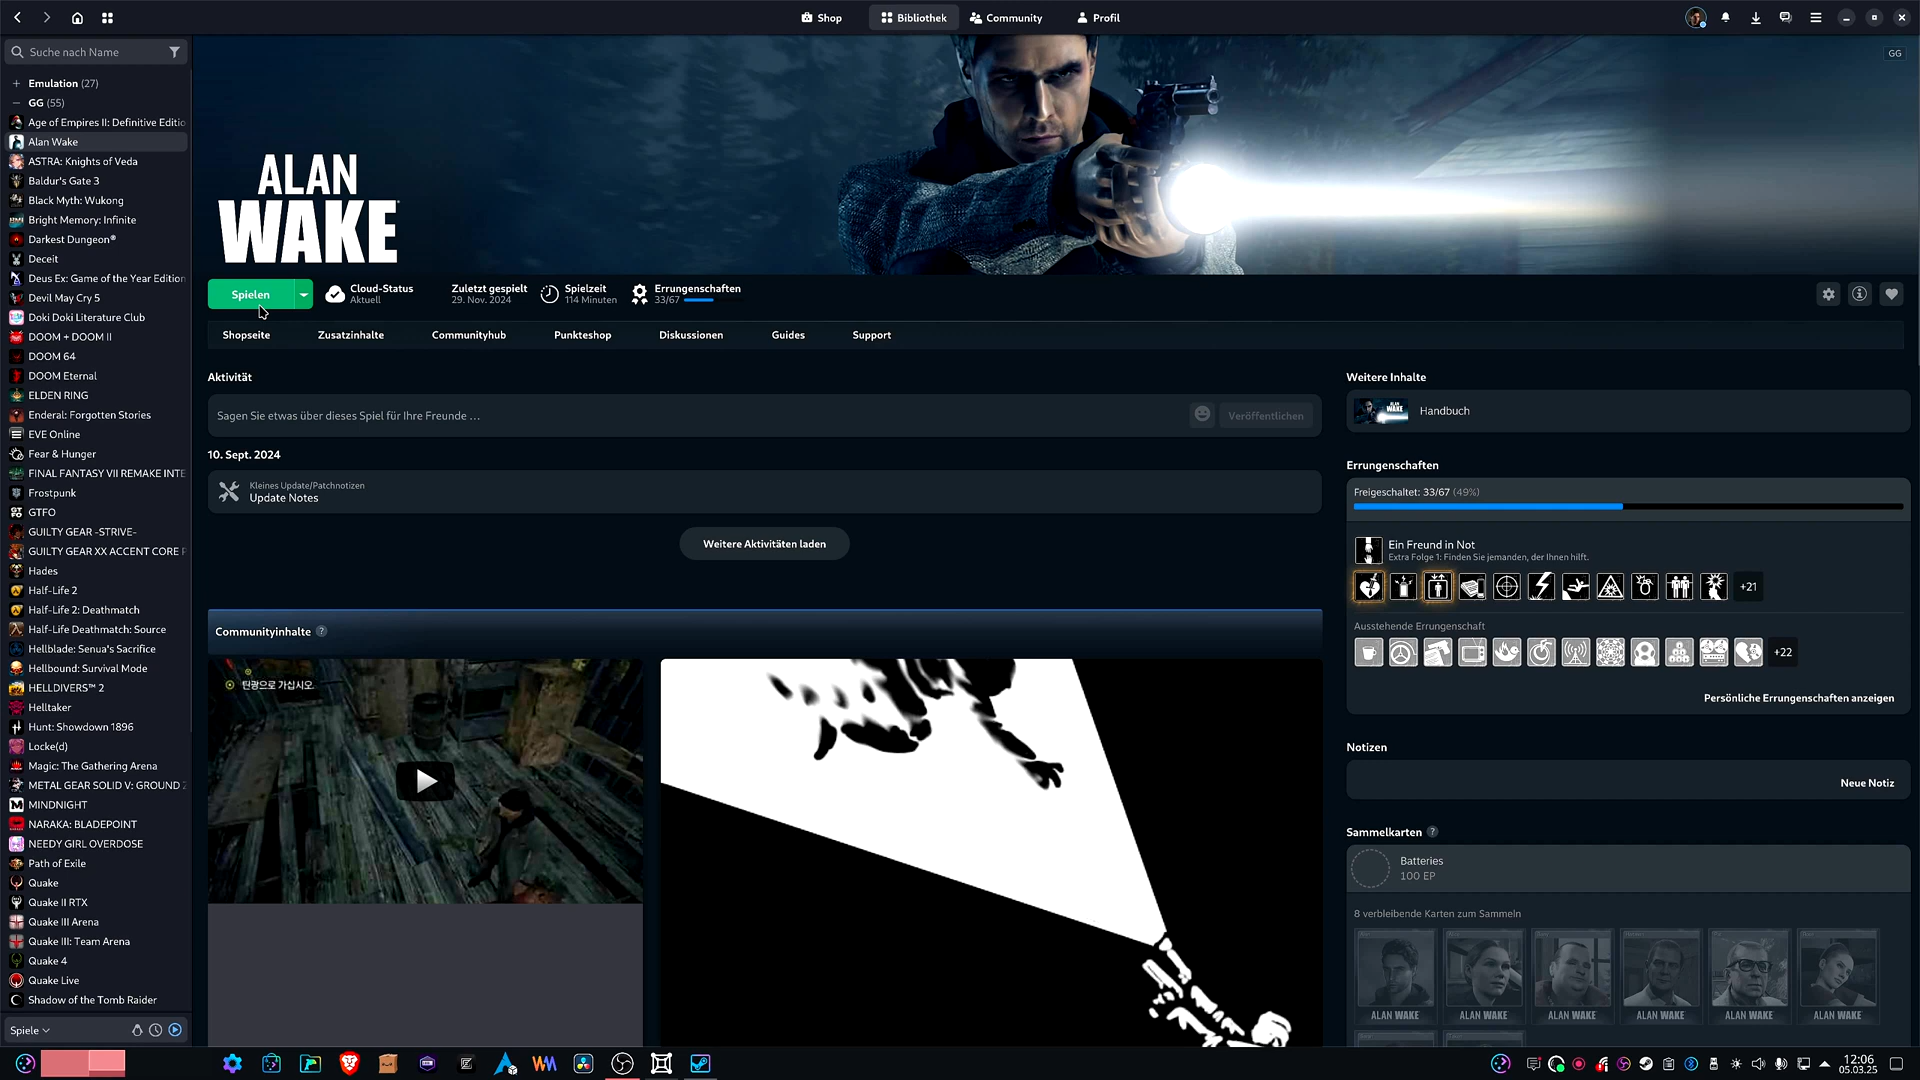 Shop
Bibliothek
Community
Profil
Suche nach Name
Emulation (27)
GG (55)
Age of Empires II: Definitive Editio
Alan Wake
ASTRA: Knights of Veda
Baldur's Gate 3
Black Myth: Wukong
Bright Memory: Infinite
Darkest Dungeon®
Deceit
Deus Ex: Game of the Year Edition
Devil May Cry 5
Doki Doki Literature Club
DOOM + DOOM II
DOOM 64
DOOM Eternal
ELDEN RING
Enderal: Forgotten Stories
EVE Online
Fear & Hunger
FINAL FANTASY VII REMAKE INTE
Frostpunk
GTFO
GUILTY GEAR -STRIVE-
GUILTY GEAR XX ACCENT CORE P
Hades
Half-Life 2
Half-Life 2: Deathmatch
Half-Life Deathmatch: Source
Hellblade: Senua's Sacrifice
Hellbound: Survival Mode
HELLDIVERS™ 2
Helltaker
Hunt: Showdown 1896
Locke(d)
Magic: The Gathering Arena
METAL GEAR SOLID V: GROUND Z
MINDNIGHT
NARAKA: BLADEPOINT
NEEDY GIRL OVERDOSE
Path of Exile
Quake
Quake II RTX
Quake III Arena
Quake III: Team Arena
Quake 4
Quake Live
Shadow of the Tomb Raider
Spiele
GG
ALAN
WAKE
Spielen
Cloud-Status
Aktuell
Zuletzt gespielt
29. Nov. 2024
Spielzeit
114 Minuten
Errungenschaften
33/67
Shopseite
Zusatzinhalte
Communityhub
Punkteshop
Diskussionen
Guides
Support
Aktivität
Sagen Sie etwas über dieses Spiel für Ihre Freunde ...
Veröffentlichen
10. Sept. 2024
Kleines Update/Patchnotizen
Update Notes
Weitere Aktivitäten laden
Communityinhalte ?
탄광으로 가십시오.
Weitere Inhalte
ALAN
WAKE
Handbuch
Errungenschaften
Freigeschaltet: 33/67 (49%)
Ein Freund in Not
Extra Folge 1: Finden Sie jemanden, der Ihnen hilft.
+21
Ausstehende Errungenschaft
+22
Persönliche Errungenschaften anzeigen
Notizen
Neue Notiz
Sammelkarten ?
Batteries
100 EP
8 verbleibende Karten zum Sammeln
ALAN WAKE
ALAN WAKE
ALAN WAKE
ALAN WAKE
ALAN WAKE
ALAN WAKE
12:06
05.03.25